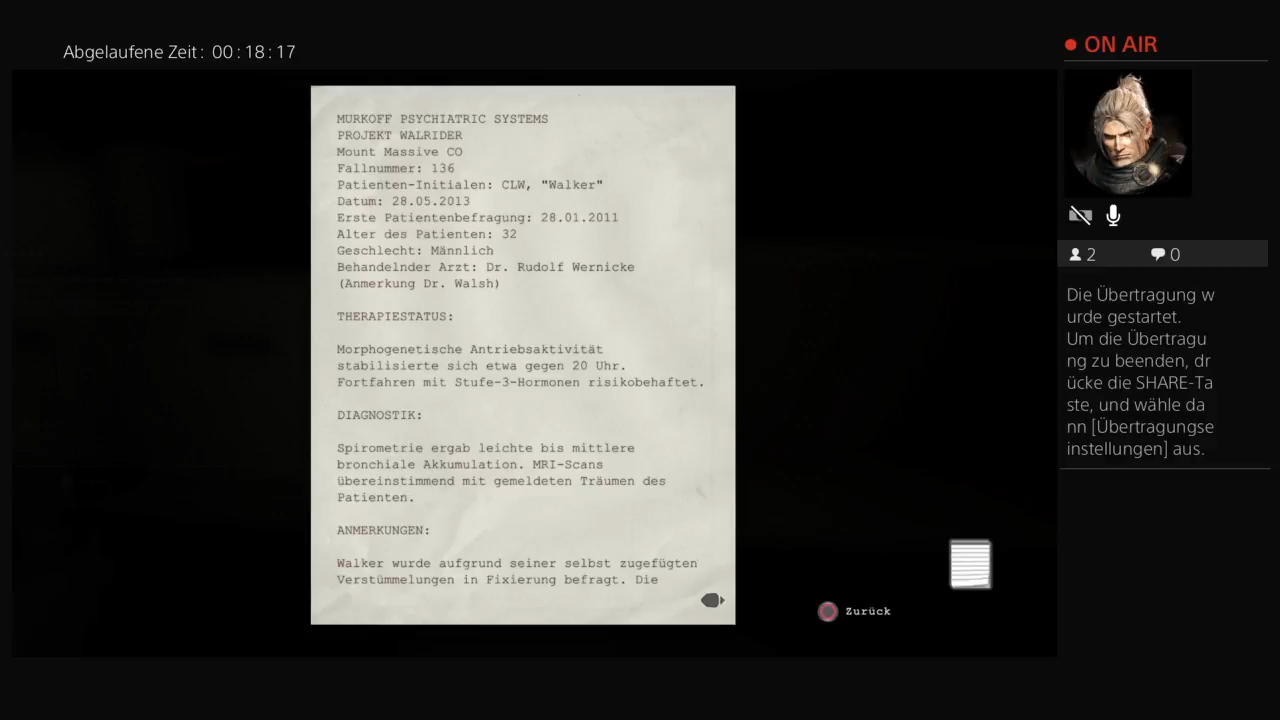 Abgelaufene Zeit: 00:18:17
ON AIR
MURKOFF PSYCHIATRIC SYSTEMS
PROJEKT WALRIDER
Mount Massive CO
Fallnummer: 136
Patienten-Initialen: CLW, "Walker"
Datum: 28.05.2013
Erste Patientenbefragung: 28.01.2011
Alter des Patienten: 32
Geschlecht: Männlich
Behandelnder Arzt: Dr. Rudolf Wernicke
(Anmerkung Dr. Walsh)
THERAPIESTATUS:
Morphogenetische Antriebsaktivität
stabilisierte sich etwa gegen 20 Uhr.
Fortfahren mit Stufe-3-Hormonen risikobehaftet.
DIAGNOSTIK:
Spirometrie ergab leichte bis mittlere
bronchiale Akkumulation. MRI-Scans
übereinstimmend mit gemeldeten Träumen des
Patienten.
ANMERKUNGEN:
Walker wurde aufgrund seiner selbst zugefügten
Verstümmelungen in Fixierung befragt. Die
Zurück
2 0
Die Übertragung w
urde gestartet.
Um die Übertragu
ng zu beenden, dr
ücke die SHARE-Ta
ste, und wähle da
nn [Übertragungse
instellungen] aus.